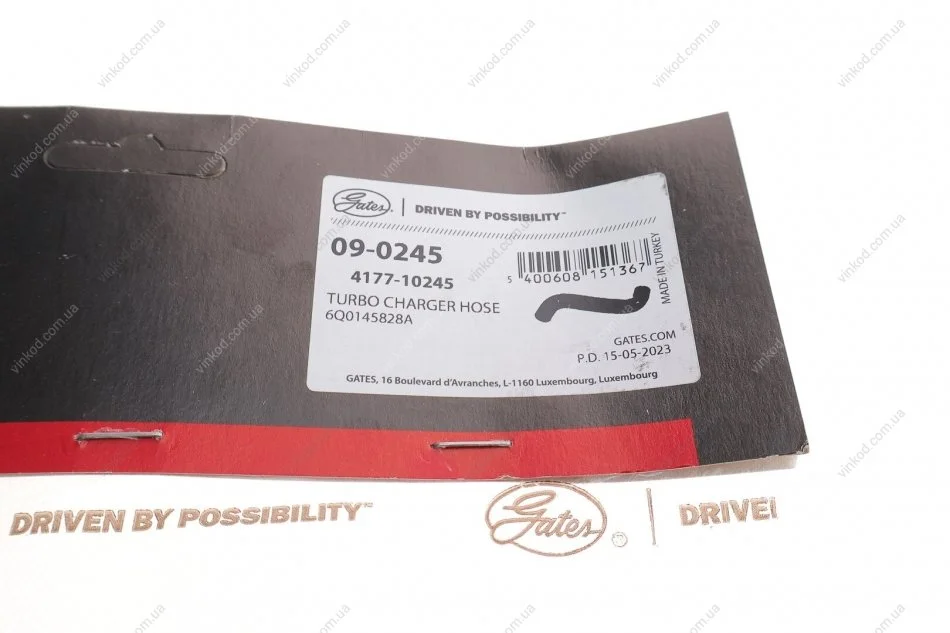 Gates® | DRIVEN BY POSSIBILITY™
09-0245
4177-10245
TURBO CHARGER HOSE
6Q0145828A
5 400608 151367
MADE IN TURKEY
GATES.COM
P.D. 15-05-2023
GATES, 16 Boulevard d'Avranches, L-1160 Luxembourg, Luxembourg
DRIVEN BY POSSIBILITY™ Gates® | DRIVE
vinkod.com.ua